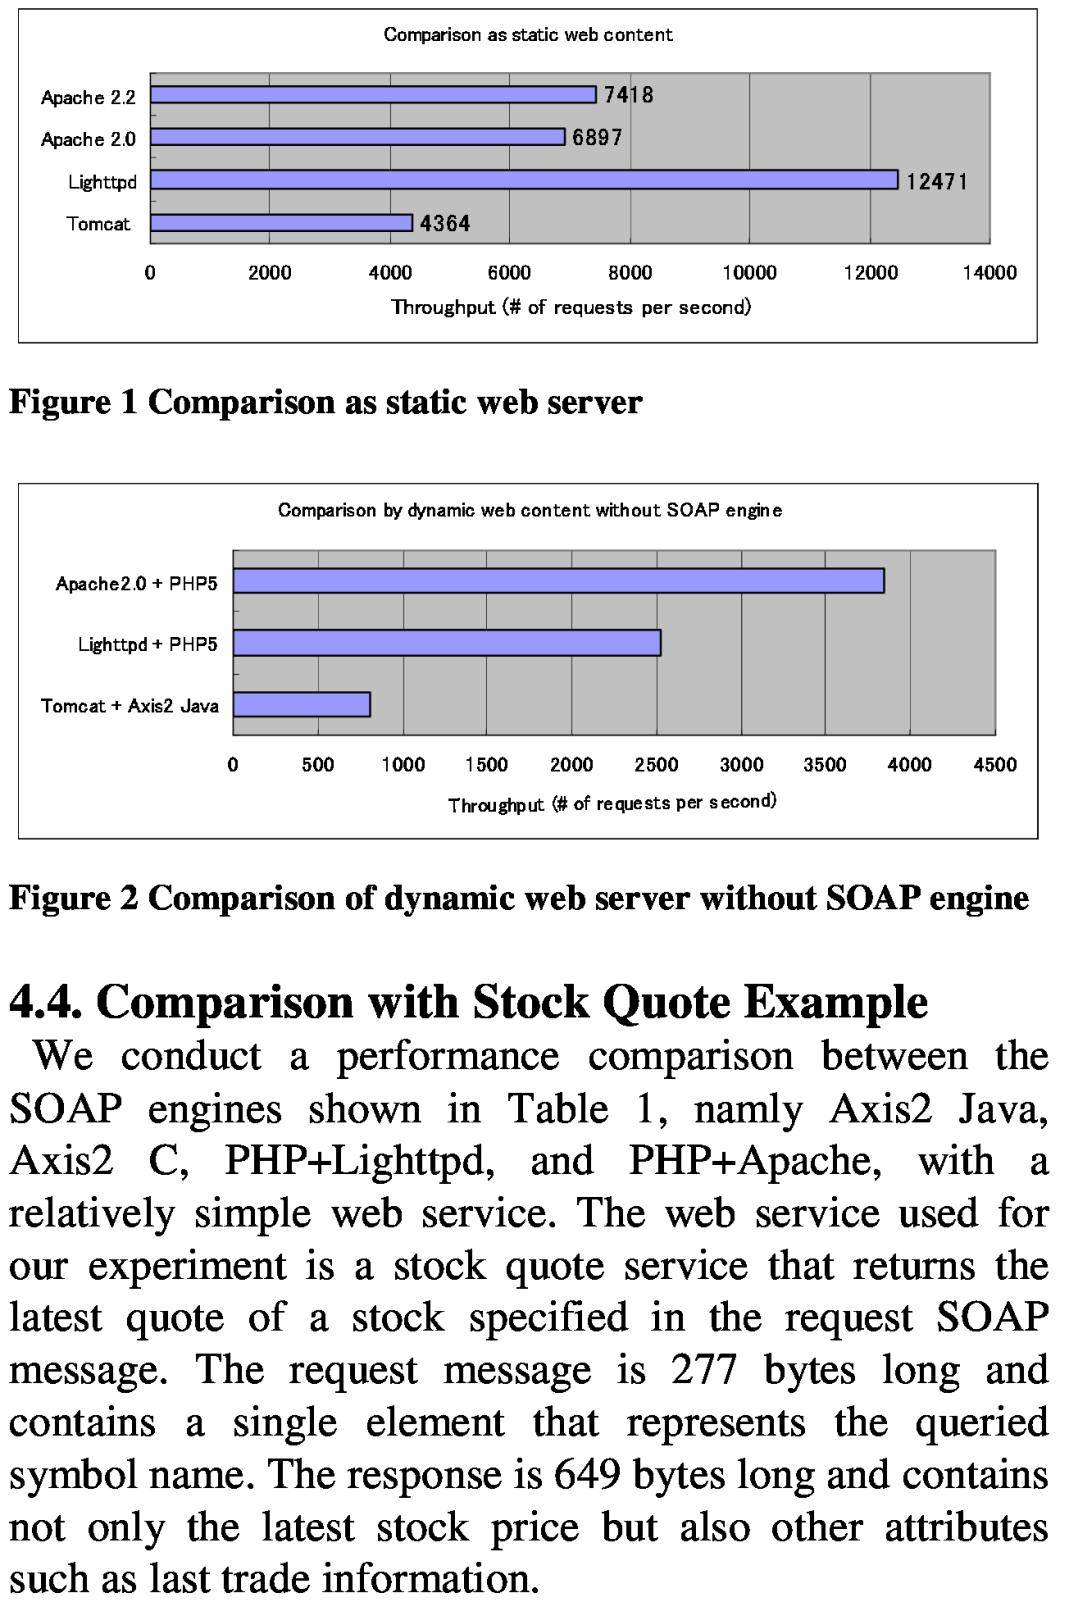 Comparison as static web content
Apache 2.2
7418
Apache 2.0
6897
Lighttpd
12471
Tomcat
4364
0 2000 4000 6000 8000 10000 12000 14000
Throughput (# of requests per second)
Figure 1 Comparison as static web server
Comparison by dynamic web content without SOAP engine
Apache2.0 + PHP5
Lighttpd + PHP5
Tomcat + Axis2 Java
0 500 1000 1500 2000 2500 3000 3500 4000 4500
Throughput (# of requests per second)
Figure 2 Comparison of dynamic web server without SOAP engine
4.4. Comparison with Stock Quote Example
We conduct a performance comparison between the
SOAP engines shown in Table 1, namly Axis2 Java,
Axis2 C, PHP+Lighttpd, and PHP+Apache, with a
relatively simple web service. The web service used for
our experiment is a stock quote service that returns the
latest quote of a stock specified in the request SOAP
message. The request message is 277 bytes long and
contains a single element that represents the queried
symbol name. The response is 649 bytes long and contains
not only the latest stock price but also other attributes
such as last trade information.